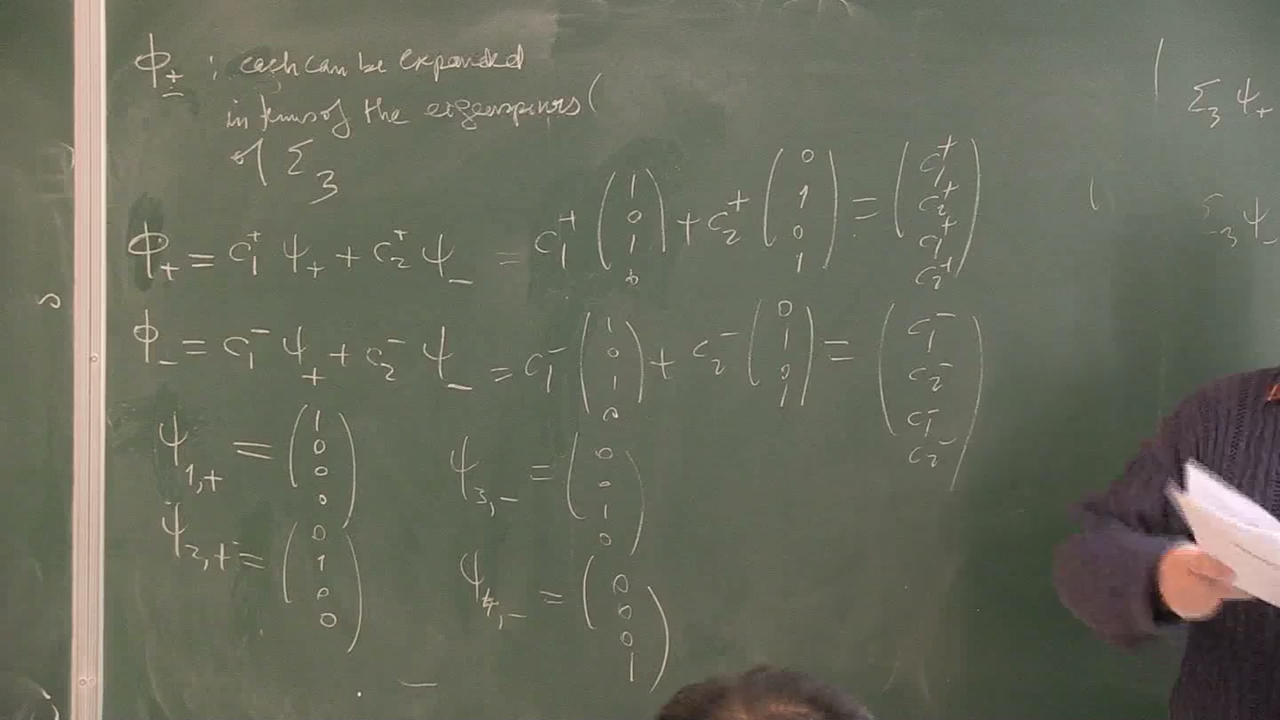 Φ± : each can be expanded
in terms of the eigenspinors (
of Σ₃
Φ₊ = c₁⁺ ψ₊ + c₂⁺ ψ₋ = c₁⁺ (1 0 1 0) + c₂⁺ (0 1 0 1) = (c₁⁺ c₂⁺ c₁⁺ c₂⁺)
Φ₋ = c₁⁻ ψ₊ + c₂⁻ ψ₋ = c₁⁻ (1 0 1 0) + c₂⁻ (0 1 0 1) = (c₁⁻ c₂⁻ c₁⁻ c₂⁻)
ψ₁,₊ = (1 0 0 0) ψ₃,₋ = (0 0 1 0)
ψ₂,₊ = (0 1 0 0) ψ₄,₋ = (0 0 0 1)
Σ₃ ψ₊
Σ₃ ψ₋